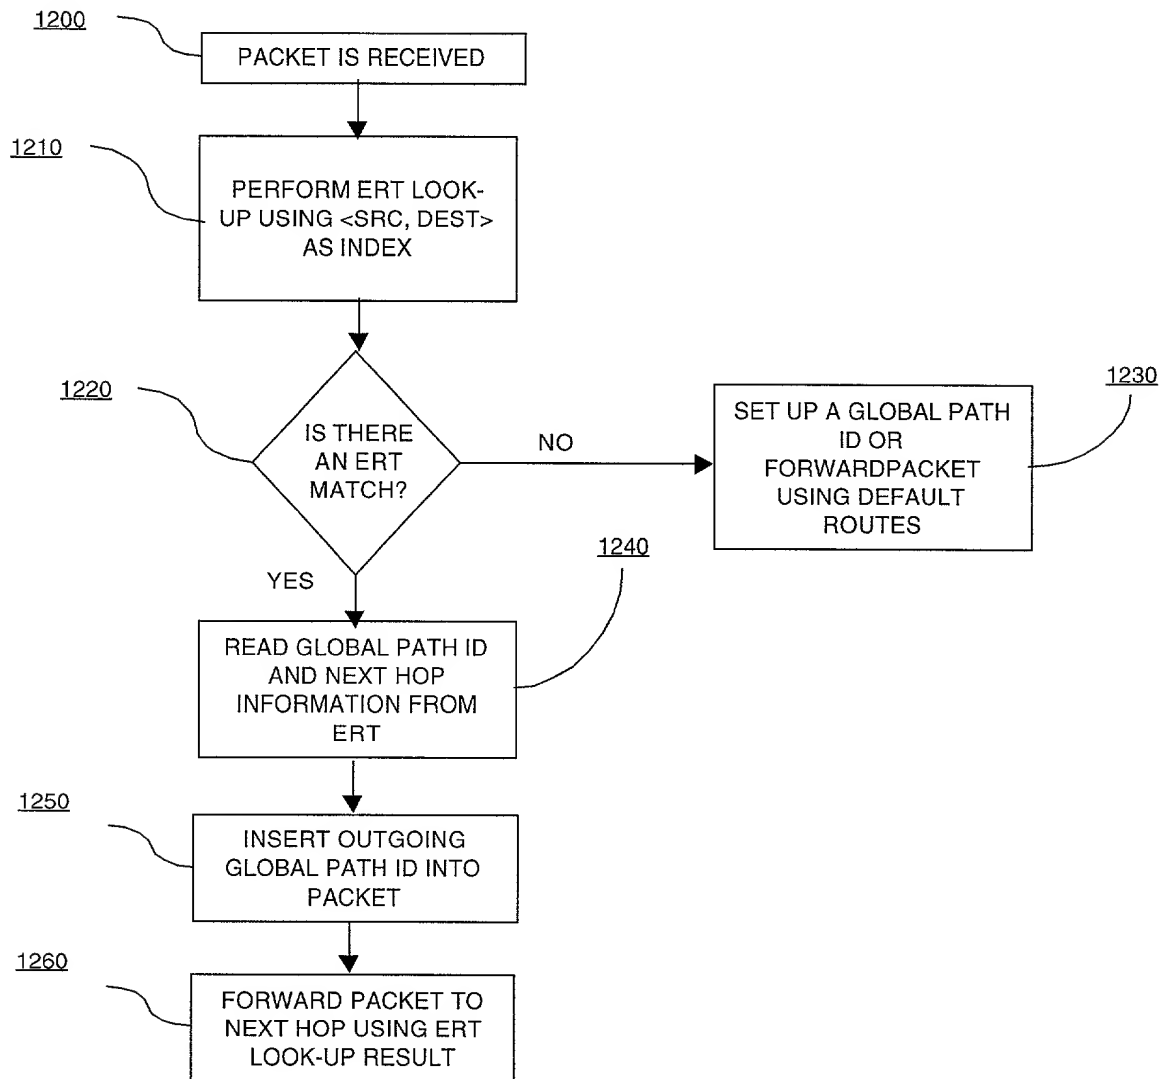 1200
PACKET IS RECEIVED
1210
PERFORM ERT LOOK-
UP USING <SRC, DEST>
AS INDEX
1220
IS THERE
AN ERT
MATCH?
NO
1230
SET UP A GLOBAL PATH
ID OR
FORWARDPACKET
USING DEFAULT
ROUTES
YES
1240
READ GLOBAL PATH ID
AND NEXT HOP
INFORMATION FROM
ERT
1250
INSERT OUTGOING
GLOBAL PATH ID INTO
PACKET
1260
FORWARD PACKET TO
NEXT HOP USING ERT
LOOK-UP RESULT